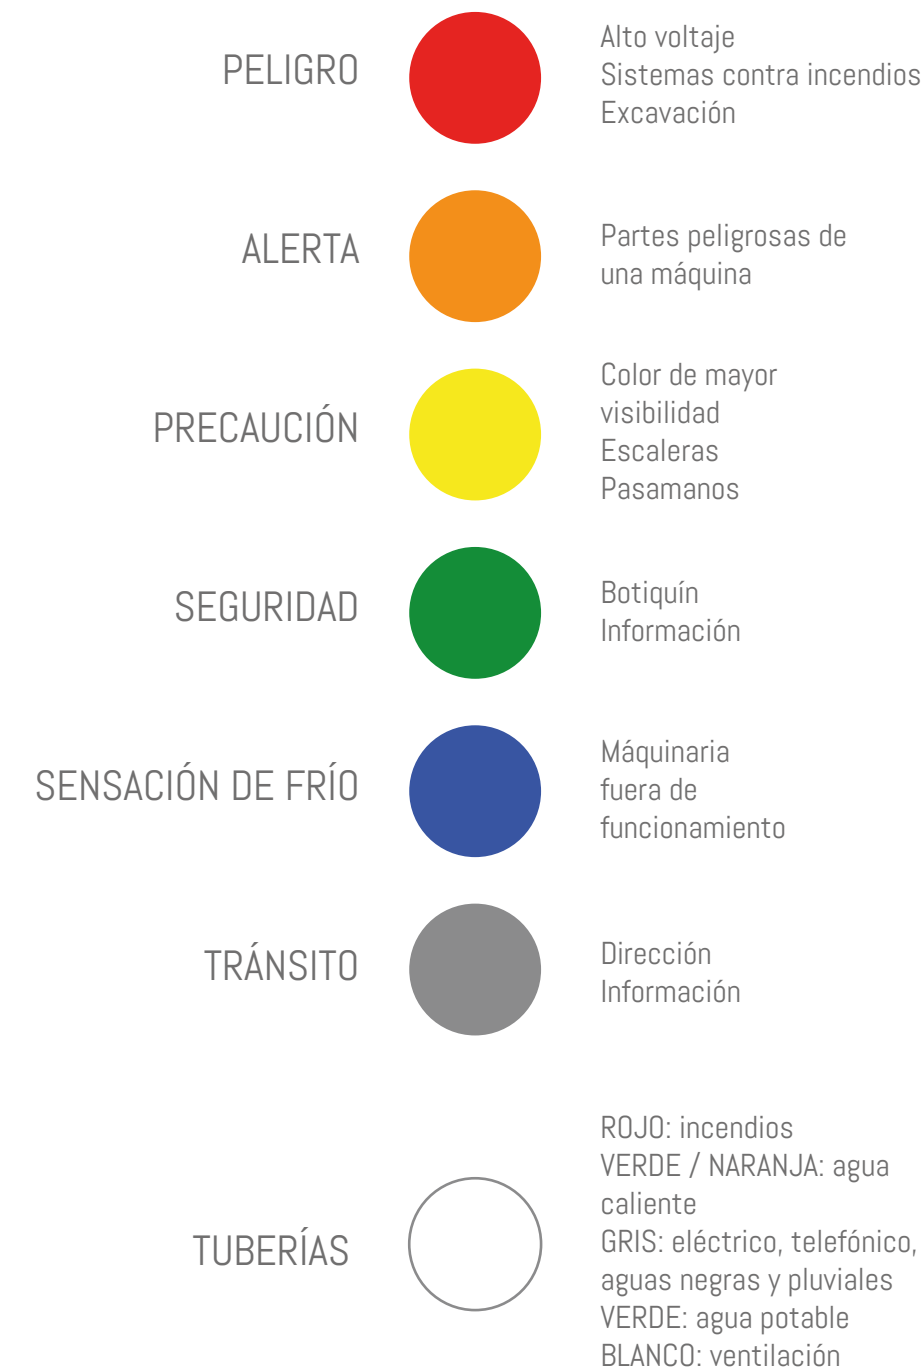 PELIGRO
Alto voltaje
Sistemas contra incendios
Excavación
ALERTA
Partes peligrosas de
una máquina
PRECAUCIÓN
Color de mayor
visibilidad
Escaleras
Pasamanos
SEGURIDAD
Botiquín
Información
SENSACIÓN DE FRÍO
Máquinaria
fuera de
funcionamiento
TRÁNSITO
Dirección
Información
TUBERÍAS
ROJO: incendios
VERDE / NARANJA: agua
caliente
GRIS: eléctrico, telefónico,
aguas negras y pluviales
VERDE: agua potable
BLANCO: ventilación